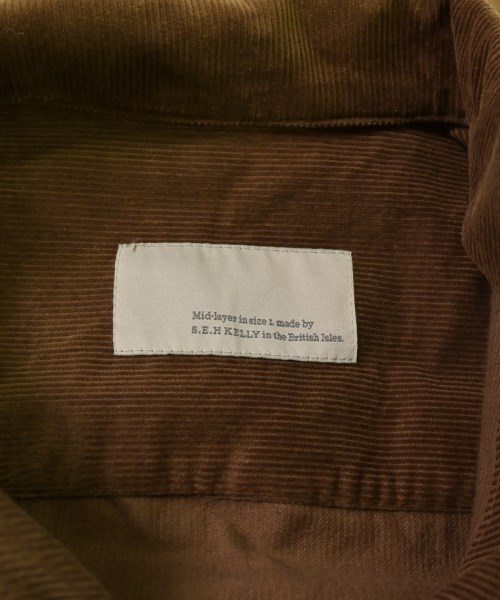 Mid-layer in size L made by
S.E.H KELLY in the British Isles.